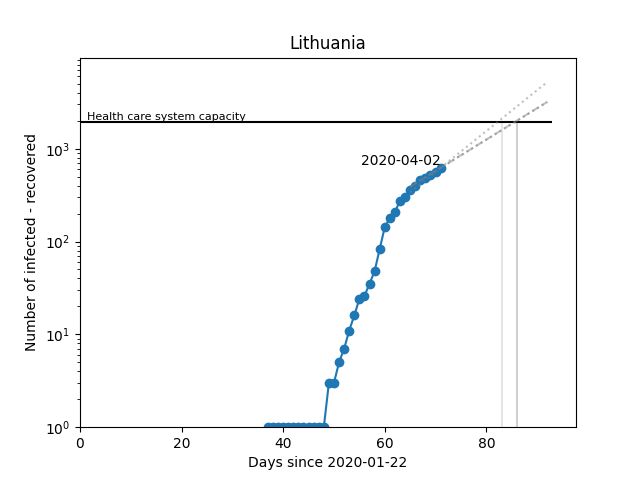 Lithuania
Health care system capacity
2020-04-02
Number of infected - recovered
10³
10²
10¹
10⁰
0 20 40 60 80
Days since 2020-01-22